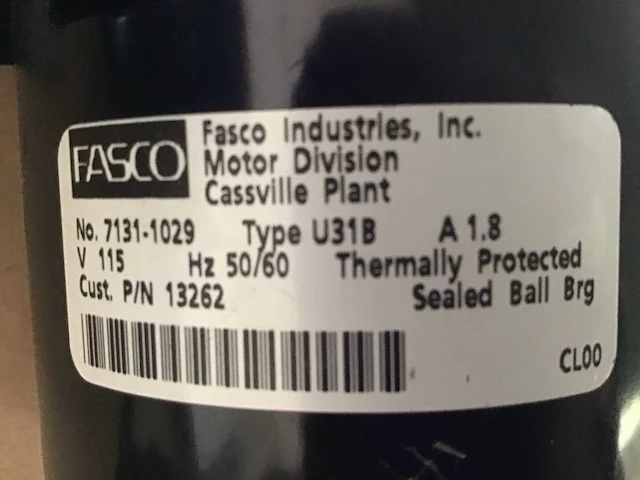 FASCO
Fasco Industries, Inc.
Motor Division
Cassville Plant
No. 7131-1029 Type U31B A 1.8
V 115 Hz 50/60 Thermally Protected
Cust. P/N 13262 Sealed Ball Brg
CL00